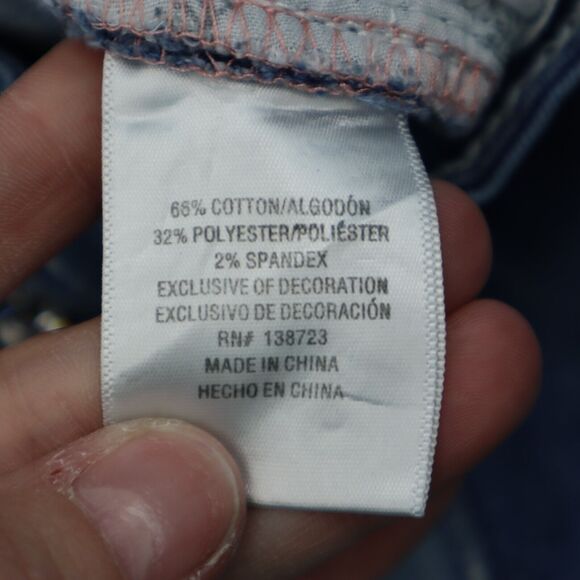 66% COTTON/ALGODÓN
32% POLYESTER/POLIÉSTER
2% SPANDEX
EXCLUSIVE OF DECORATION
EXCLUSIVO DE DECORACIÓN
RN# 138723
MADE IN CHINA
HECHO EN CHINA